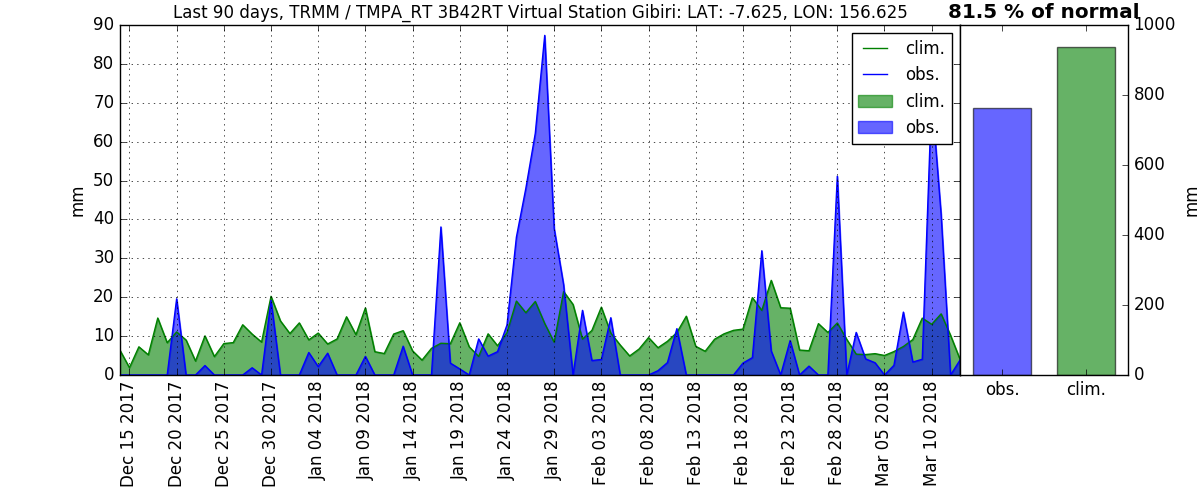 Last 90 days, TRMM / TMPA_RT 3B42RT Virtual Station Gibiri: LAT: -7.625, LON: 156.625
81.5 % of normal
90
80
70
60
50
40
30
20
10
0
mm
clim.
obs.
clim.
obs.
1000
800
600
400
200
0
mm
obs.
clim.
Dec 15 2017
Dec 20 2017
Dec 25 2017
Dec 30 2017
Jan 04 2018
Jan 09 2018
Jan 14 2018
Jan 19 2018
Jan 24 2018
Jan 29 2018
Feb 03 2018
Feb 08 2018
Feb 13 2018
Feb 18 2018
Feb 23 2018
Feb 28 2018
Mar 05 2018
Mar 10 2018